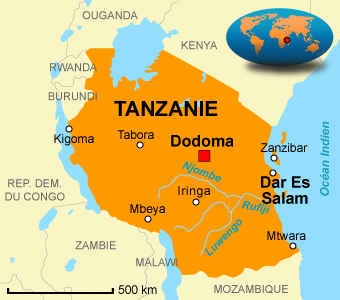 OUGANDA
KENYA
RWANDA
BURUNDI
TANZANIE
Kigoma
Tabora
Dodoma
Zanzibar
Njombe
Dar Es
Salam
Océan Indien
REP. DEM.
DU CONGO
Iringa
Rufiji
Mbeya
Luwengo
Mtwara
ZAMBIE
MALAWI
MOZAMBIQUE
500 km